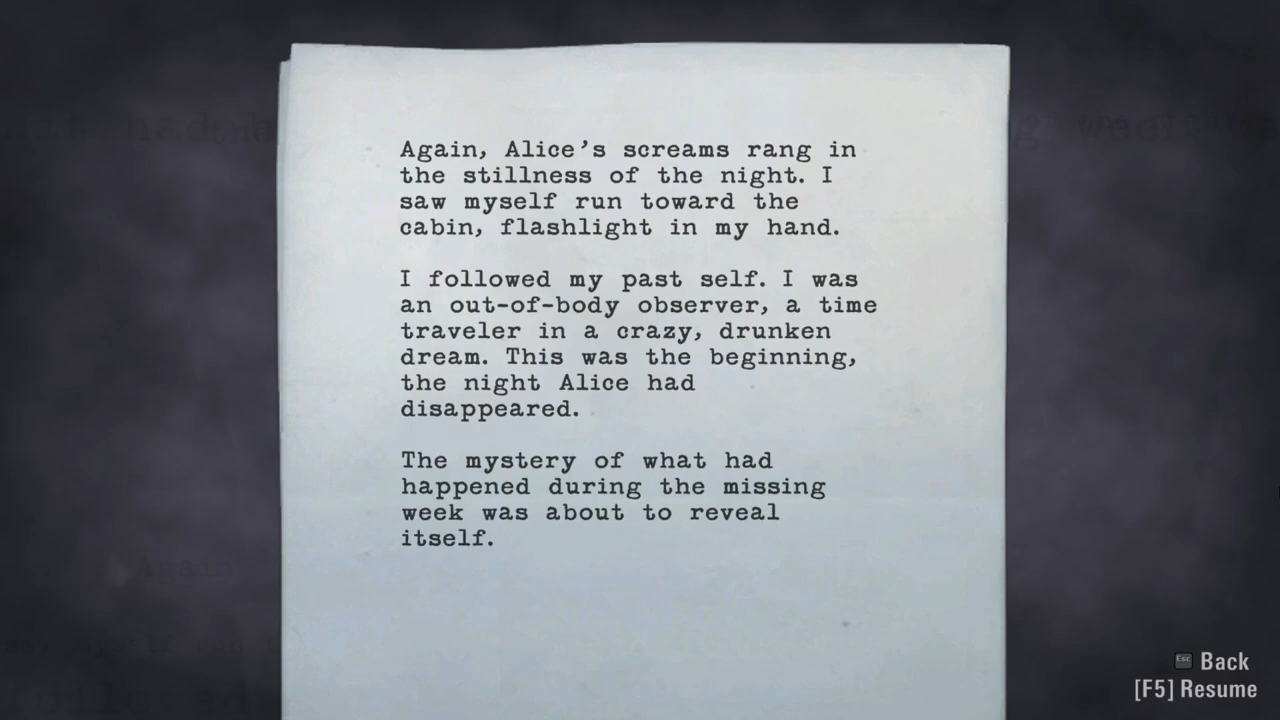 Again, Alice's screams rang in
the stillness of the night. I
saw myself run toward the
cabin, flashlight in my hand.
I followed my past self. I was
an out-of-body observer, a time
traveler in a crazy, drunken
dream. This was the beginning,
the night Alice had
disappeared.
The mystery of what had
happened during the missing
week was about to reveal
itself.
Again
Esc Back
[F5] Resume